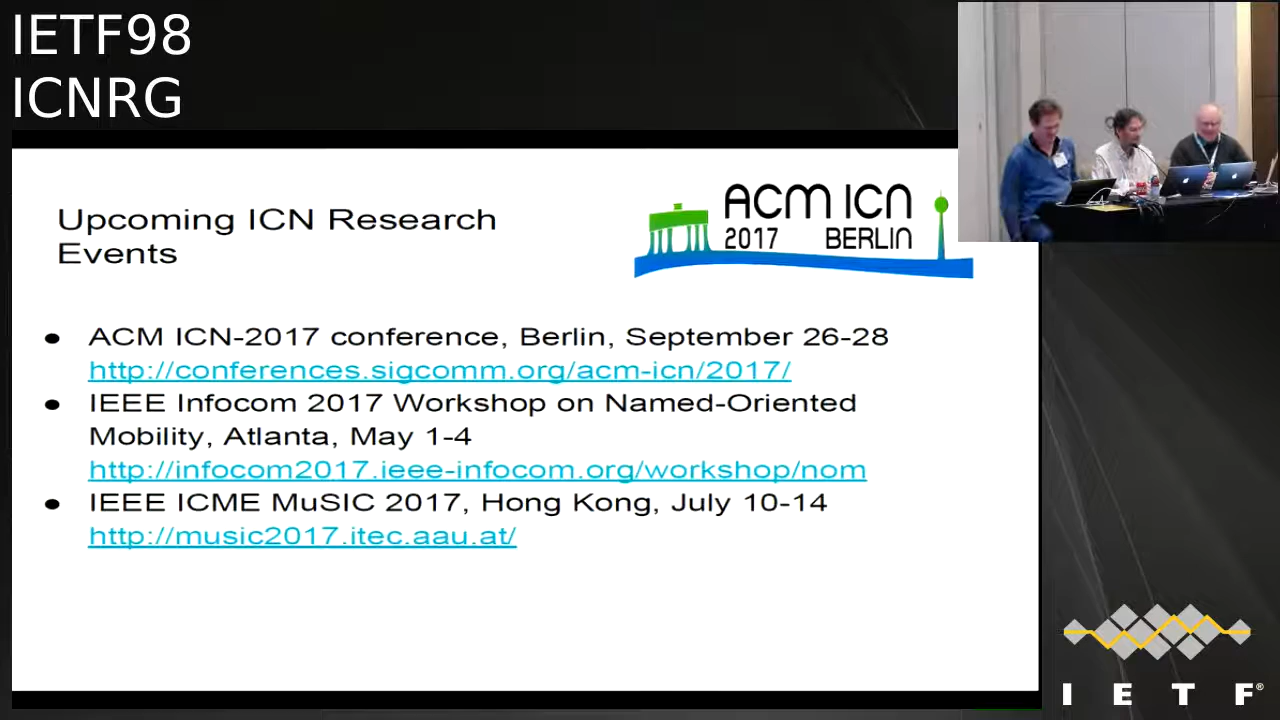 IETF98
ICNRG
Upcoming ICN Research
Events
ACM ICN
2017 BERLIN
● ACM ICN-2017 conference, Berlin, September 26-28
http://conferences.sigcomm.org/acm-icn/2017/
● IEEE Infocom 2017 Workshop on Named-Oriented
Mobility, Atlanta, May 1-4
http://infocom2017.ieee-infocom.org/workshop/nom
● IEEE ICME MuSIC 2017, Hong Kong, July 10-14
http://music2017.itec.aau.at/
I E T F®